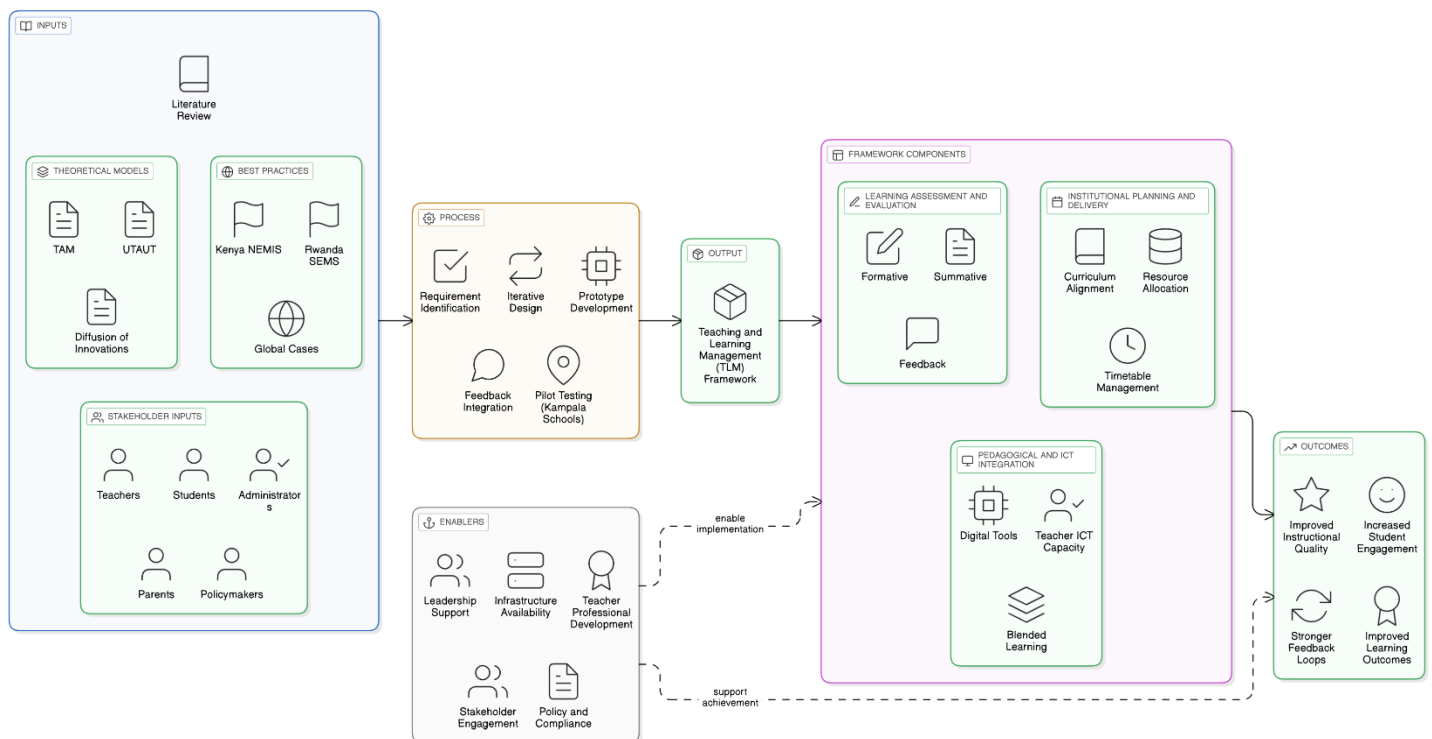 INPUTS
Literature
Review
THEORETICAL MODELS
TAM
UTAUT
Diffusion of
Innovations
BEST PRACTICES
Kenya NEMIS
Rwanda
SEMS
Global Cases
STAKEHOLDER INPUTS
Teachers
Students
Administrator
s
Parents
Policymakers
PROCESS
Requirement
Identification
Iterative
Design
Prototype
Development
Feedback
Integration
Pilot Testing
(Kampala
Schools)
ENABLERS
Leadership
Support
Infrastructure
Availability
Teacher
Professional
Development
Stakeholder
Engagement
Policy and
Compliance
OUTPUT
Teaching and
Learning
Management
(TLM)
Framework
enable
implementation
support
achievement
FRAMEWORK COMPONENTS
LEARNING ASSESSMENT AND
EVALUATION
Formative
Summative
Feedback
INSTITUTIONAL PLANNING AND
DELIVERY
Curriculum
Alignment
Resource
Allocation
Timetable
Management
PEDAGOGICAL AND ICT
INTEGRATION
Digital Tools
Teacher ICT
Capacity
Blended
Learning
OUTCOMES
Improved
Instructional
Quality
Increased
Student
Engagement
Stronger
Feedback
Loops
Improved
Learning
Outcomes